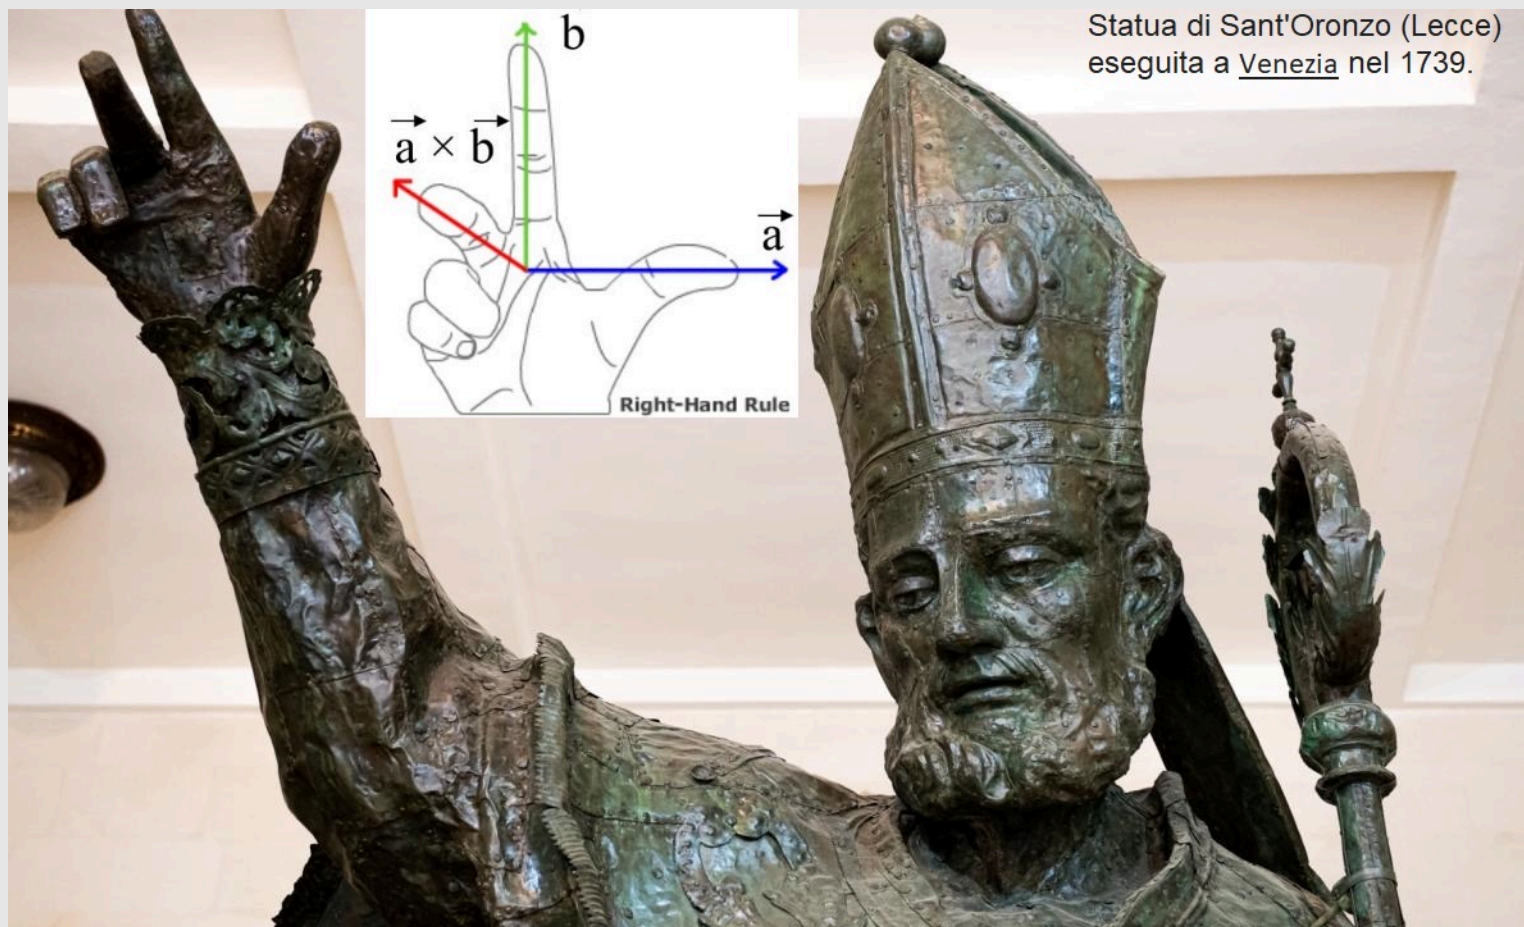 Statua di Sant'Oronzo (Lecce)
eseguita a Venezia nel 1739.
b
a × b
a
Right-Hand Rule